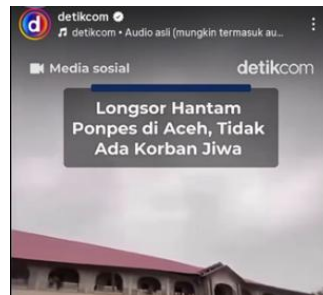 detikcom
detikcom • Audio asli (mungkin termasuk au...
Media sosial
detikcom
Longsor Hantam
Ponpes di Aceh, Tidak
Ada Korban Jiwa